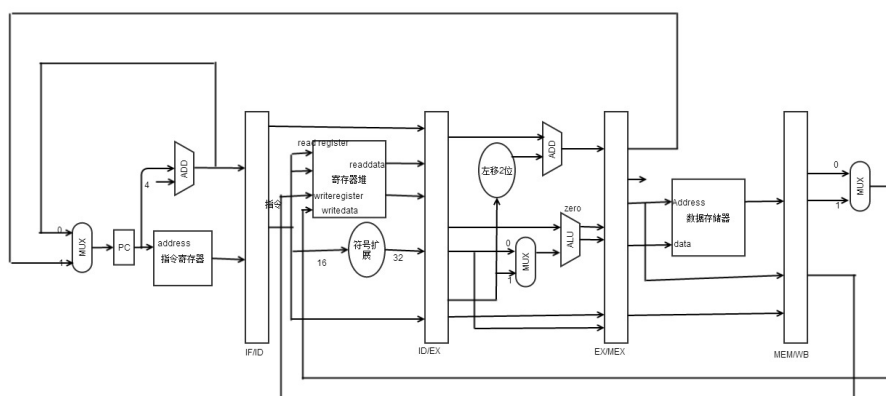 0
1
MUX
PC
4
ADD
address
指令寄存器
IF/ID
指令
read register
readdata
寄存器堆
writeregister
writedata
16
符号扩
展
32
ID/EX
左移2位
ADD
zero
ALU
0
MUX
1
EX/MEX
Address
数据存储器
data
MEM/WB
0
MUX
1